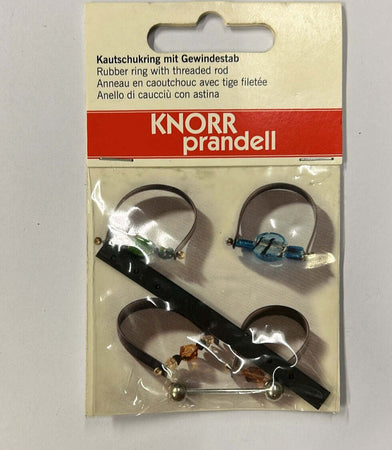 Kautschukring mit Gewindestab
Rubber ring with threaded rod
Anneau en caoutchouc avec tige filetée
Anello di caucciù con astina
KNORR
prandell